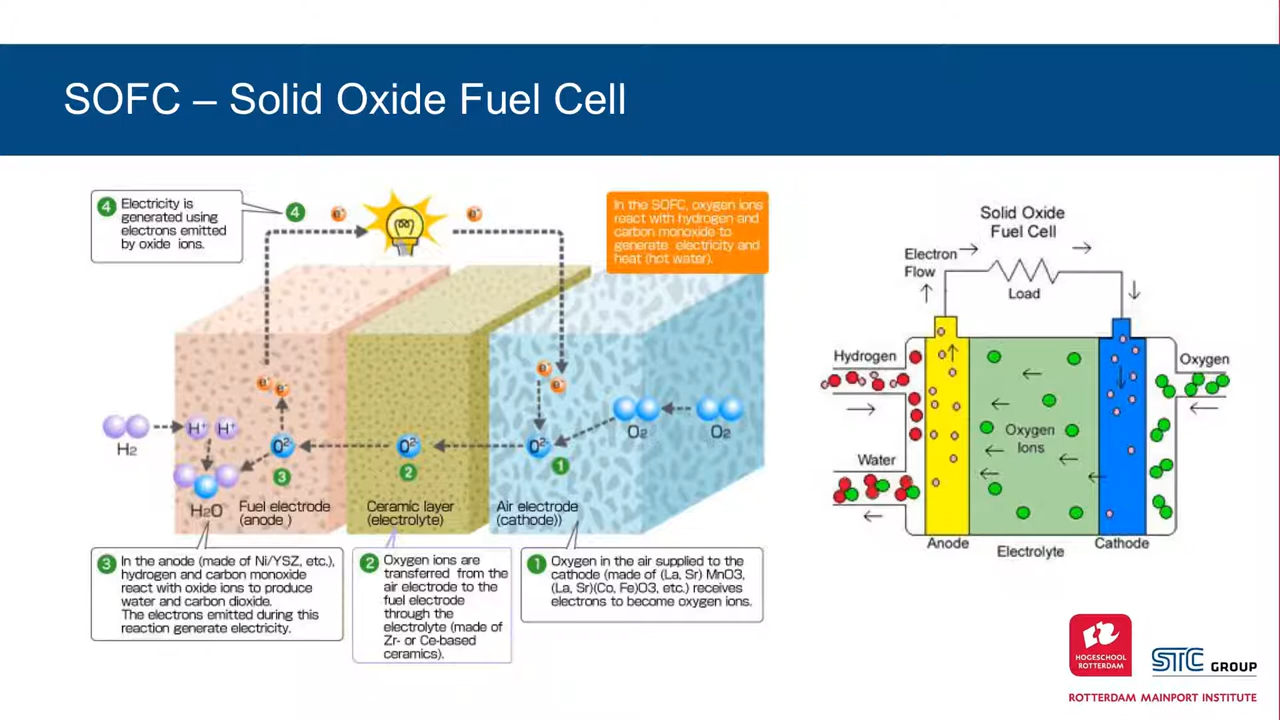 SOFC – Solid Oxide Fuel Cell
4 Electricity is
generated using
electrons emitted
by oxide ions.
4
e⁻
e⁻
In the SOFC, oxygen ions
react with hydrogen and
carbon monoxide to
generate electricity and
heat (hot water).
e⁻ e⁻
e⁻
e⁻
H2
H⁺ H⁺
O²⁻
O²⁻
O²⁻
O2
O2
3
2
1
H2O
Fuel electrode
(anode )
Ceramic layer
(electrolyte)
Air electrode
(cathode))
3 In the anode (made of Ni/YSZ, etc.),
hydrogen and carbon monoxide
react with oxide ions to produce
water and carbon dioxide.
The electrons emitted during this
reaction generate electricity.
2 Oxygen ions are
transferred from the
air electrode to the
fuel electrode
through the
electrolyte (made of
Zr- or Ce-based
ceramics).
1 Oxygen in the air supplied to the
cathode (made of (La, Sr) MnO3,
(La, Sr)(Co, Fe)O3, etc.) receives
electrons to become oxygen ions.
Solid Oxide
Fuel Cell
Electron
Flow
Load
Hydrogen
Oxygen
Oxygen
Ions
Water
Anode
Electrolyte
Cathode
HOGESCHOOL
ROTTERDAM
STC GROUP
ROTTERDAM MAINPORT INSTITUTE